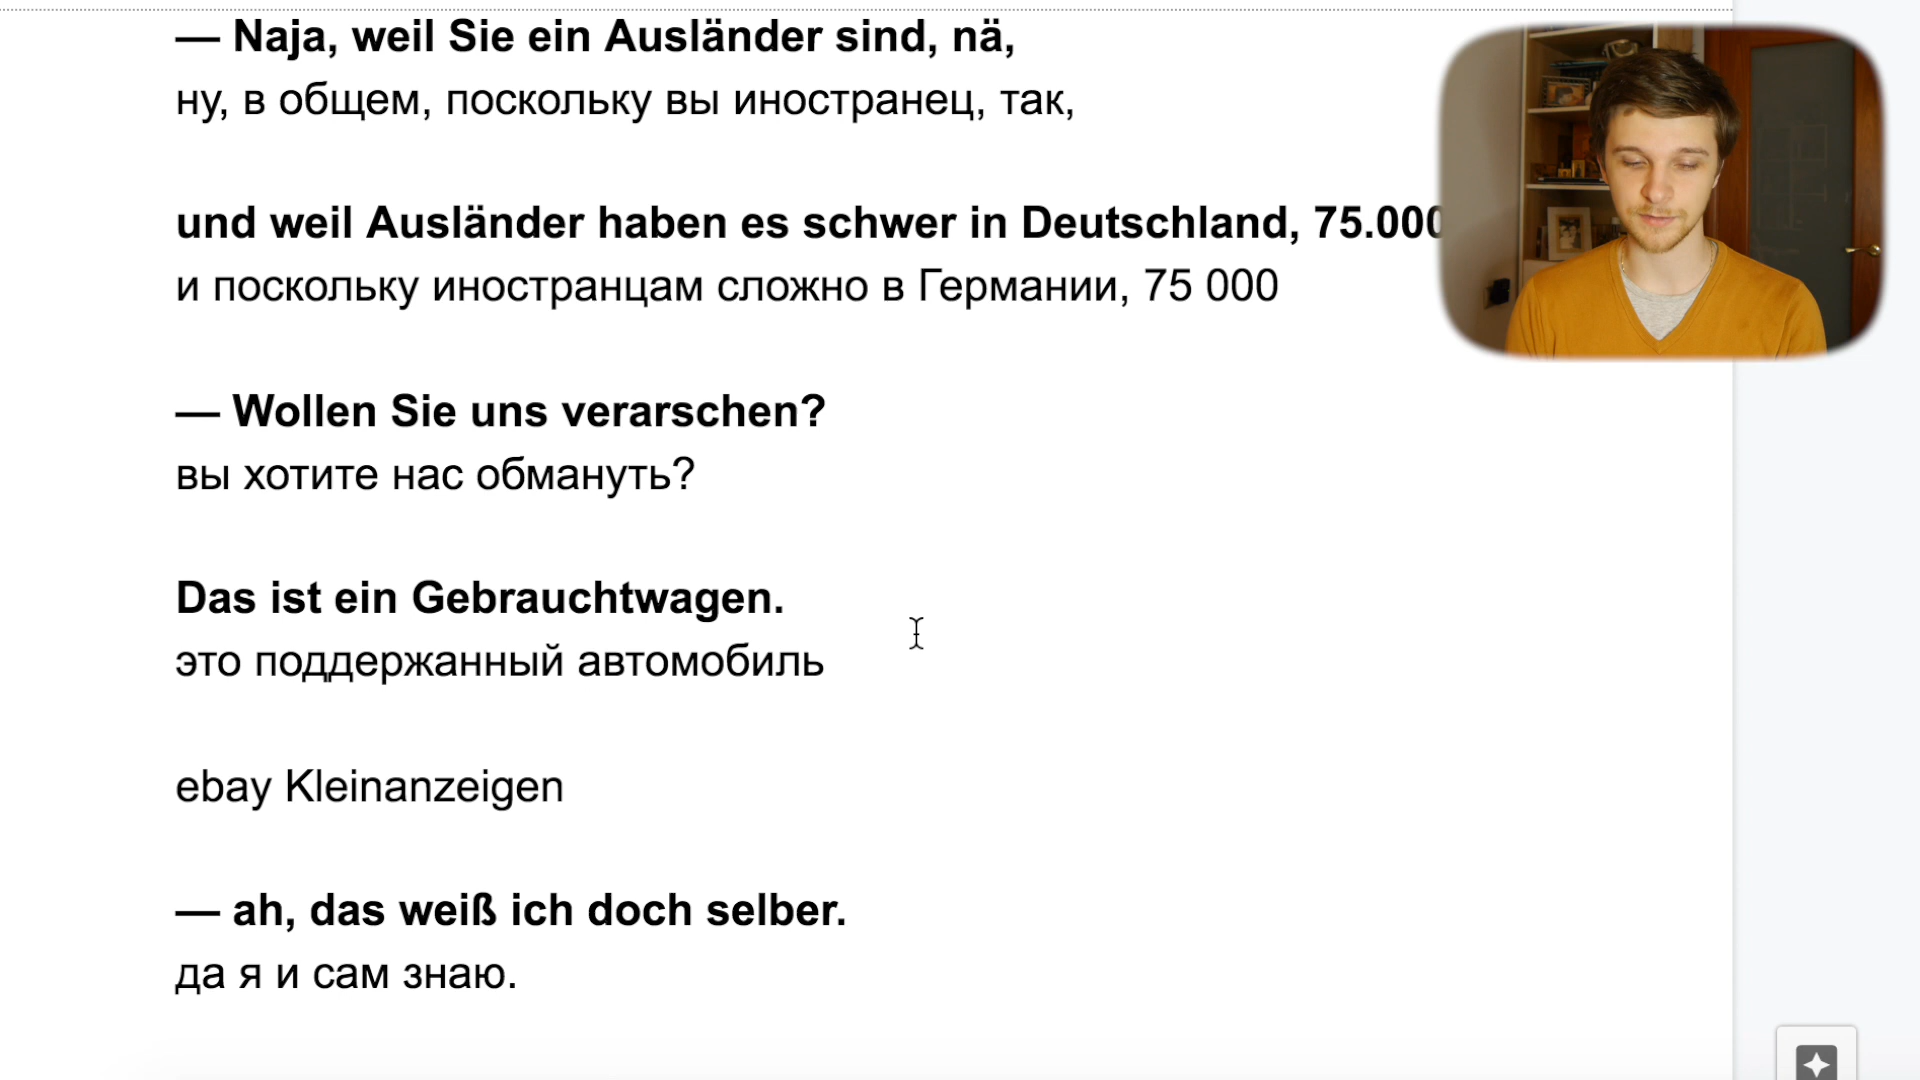 — Naja, weil Sie ein Ausländer sind, nä,
ну, в общем, поскольку вы иностранец, так,
und weil Ausländer haben es schwer in Deutschland, 75.000
и поскольку иностранцам сложно в Германии, 75 000
— Wollen Sie uns verarschen?
вы хотите нас обмануть?
Das ist ein Gebrauchtwagen.
это поддержанный автомобиль
ebay Kleinanzeigen
— ah, das weiß ich doch selber.
да я и сам знаю.